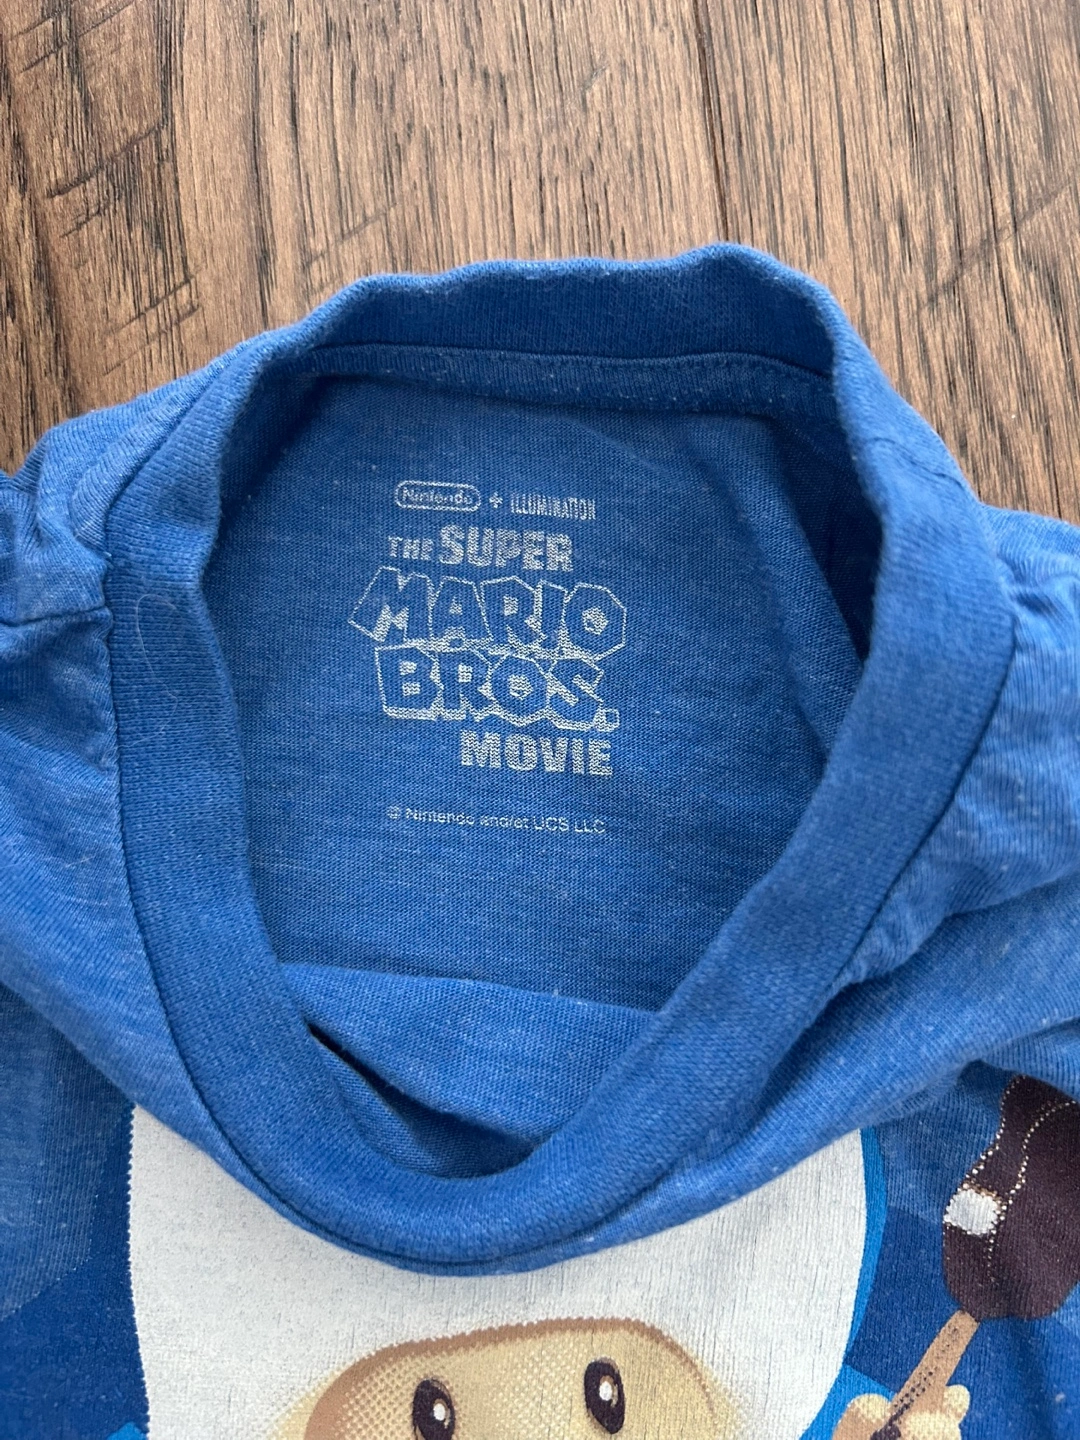 Nintendo + ILLUMINATION
THE SUPER
MARIO
BROS.
MOVIE
© Nintendo and/et UCS LLC